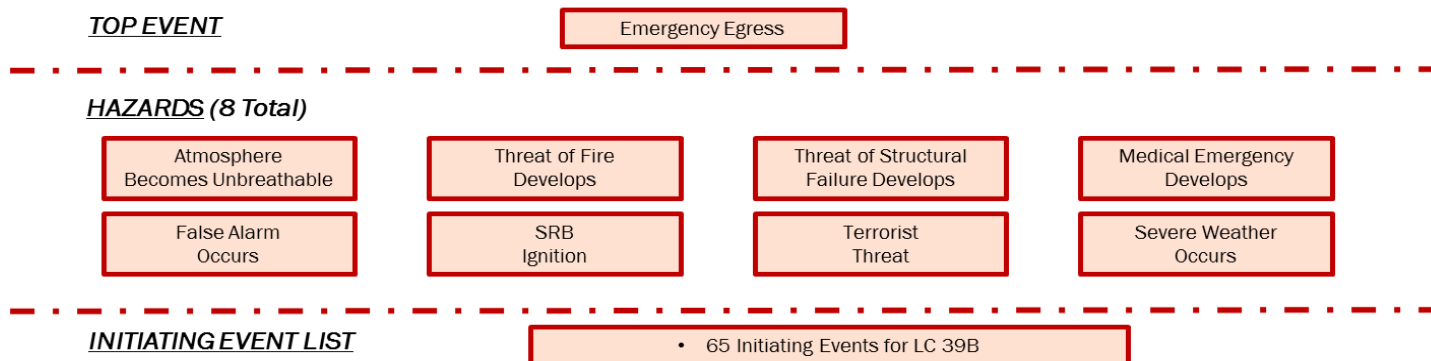 TOP EVENT
Emergency Egress
HAZARDS (8 Total)
Atmosphere
Becomes Unbreathable
Threat of Fire
Develops
Threat of Structural
Failure Develops
Medical Emergency
Develops
False Alarm
Occurs
SRB
Ignition
Terrorist
Threat
Severe Weather
Occurs
INITIATING EVENT LIST
• 65 Initiating Events for LC 39B